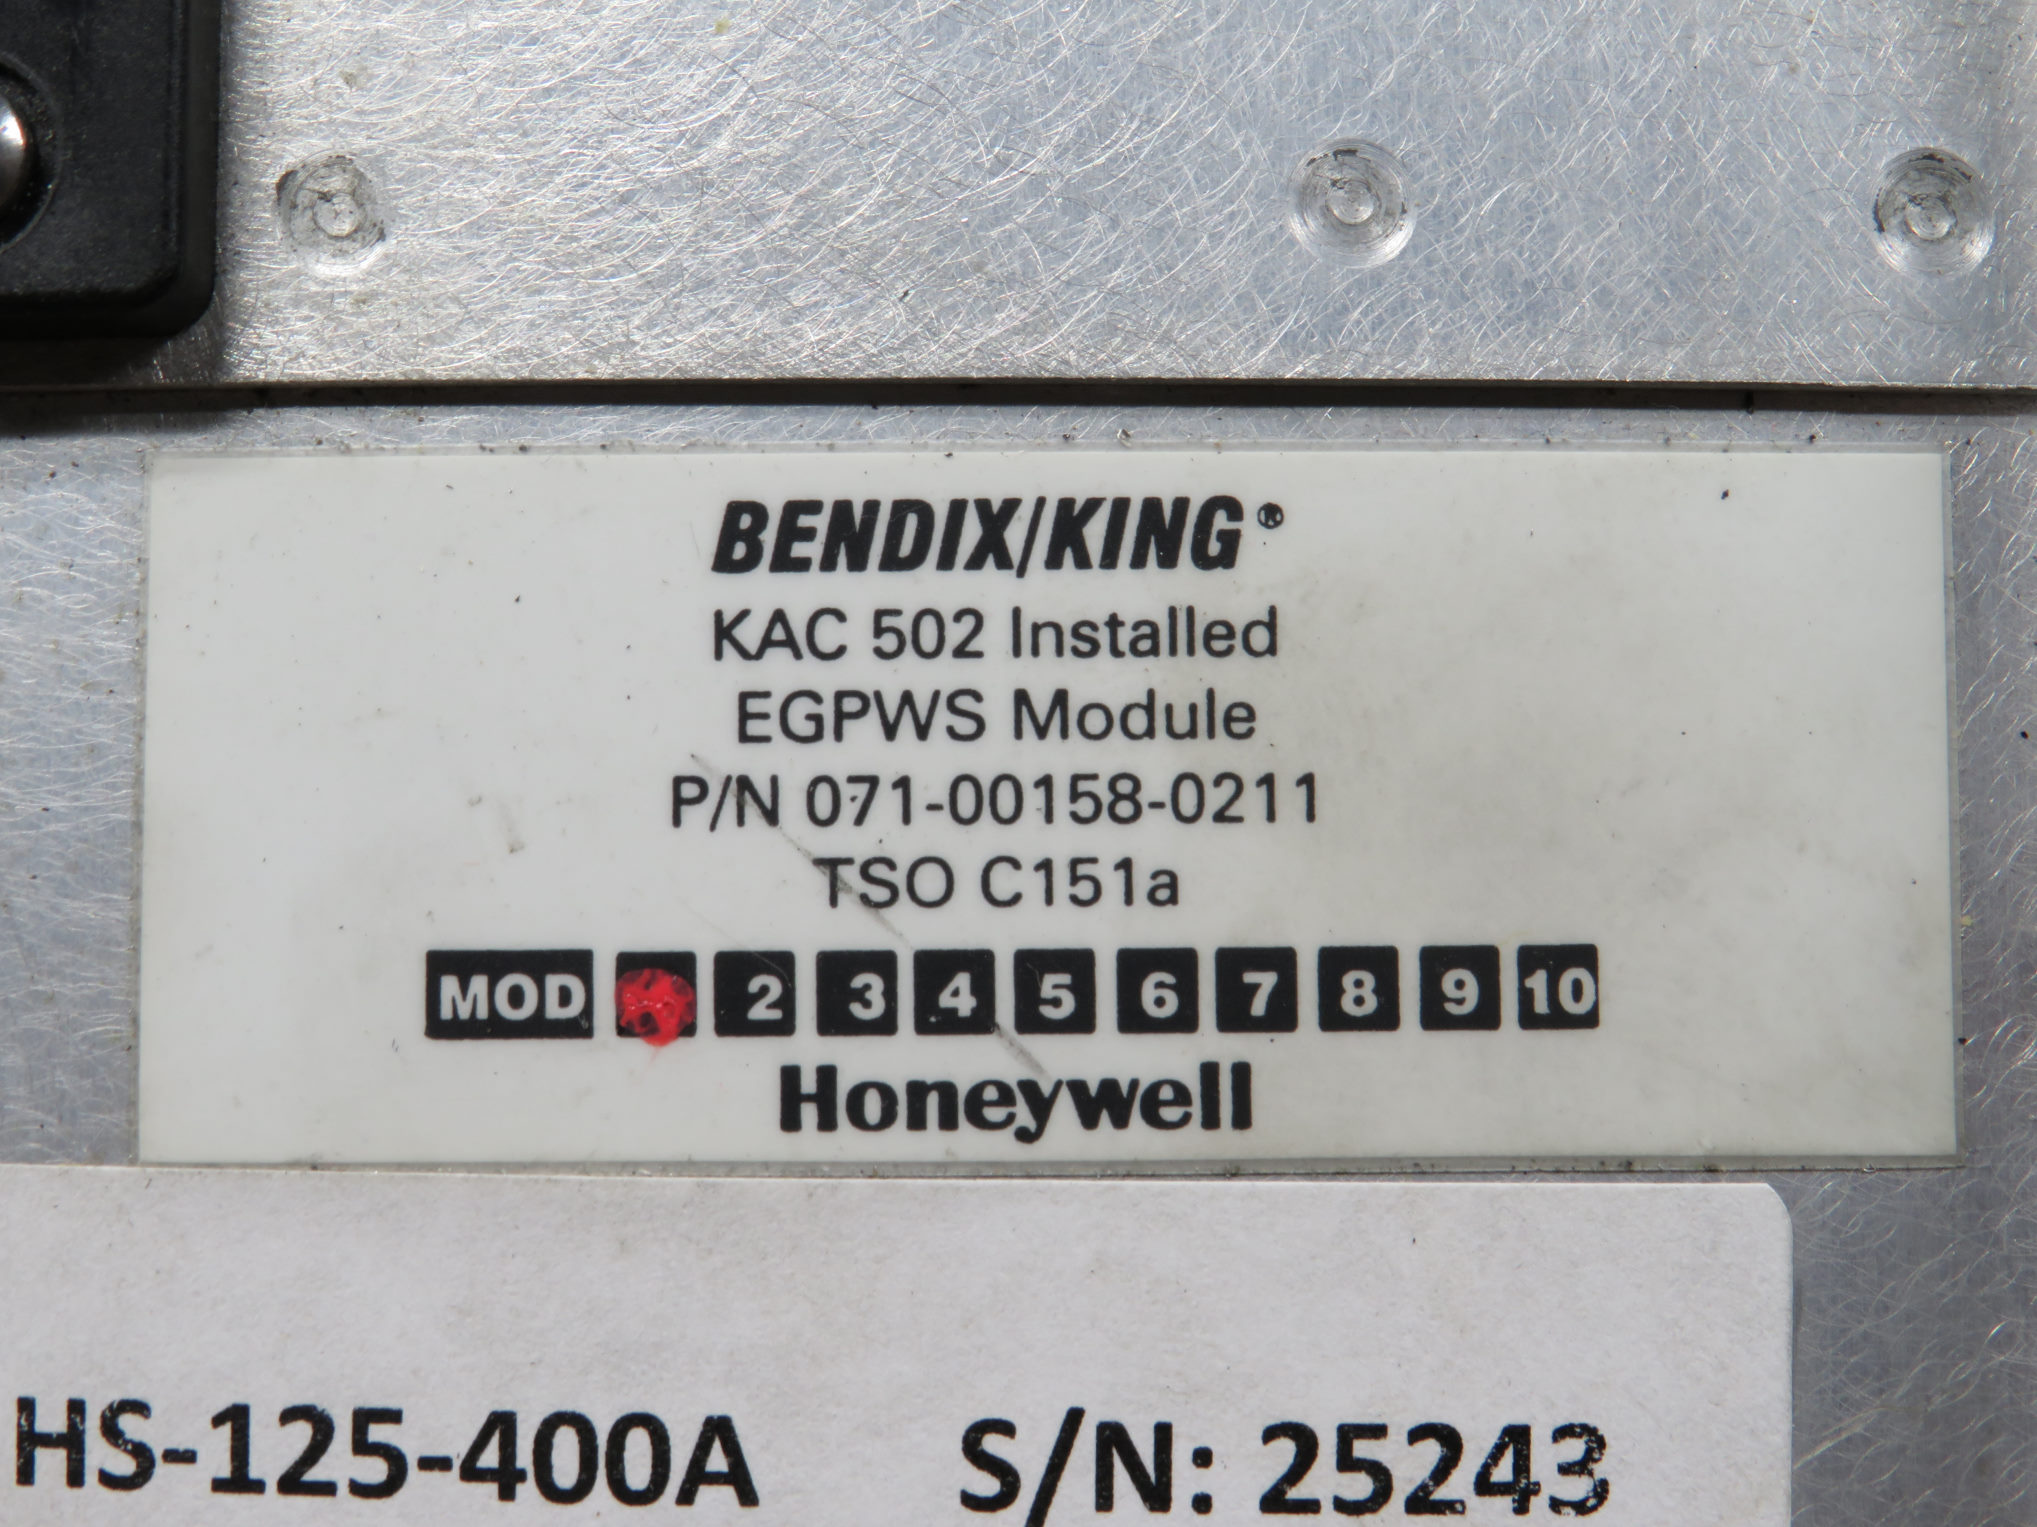 BENDIX/KING®
KAC 502 Installed
EGPWS Module
P/N 071-00158-0211
TSO C151a
MOD 2 3 4 5 6 7 8 9 10
Honeywell
HS-125-400A S/N: 25243